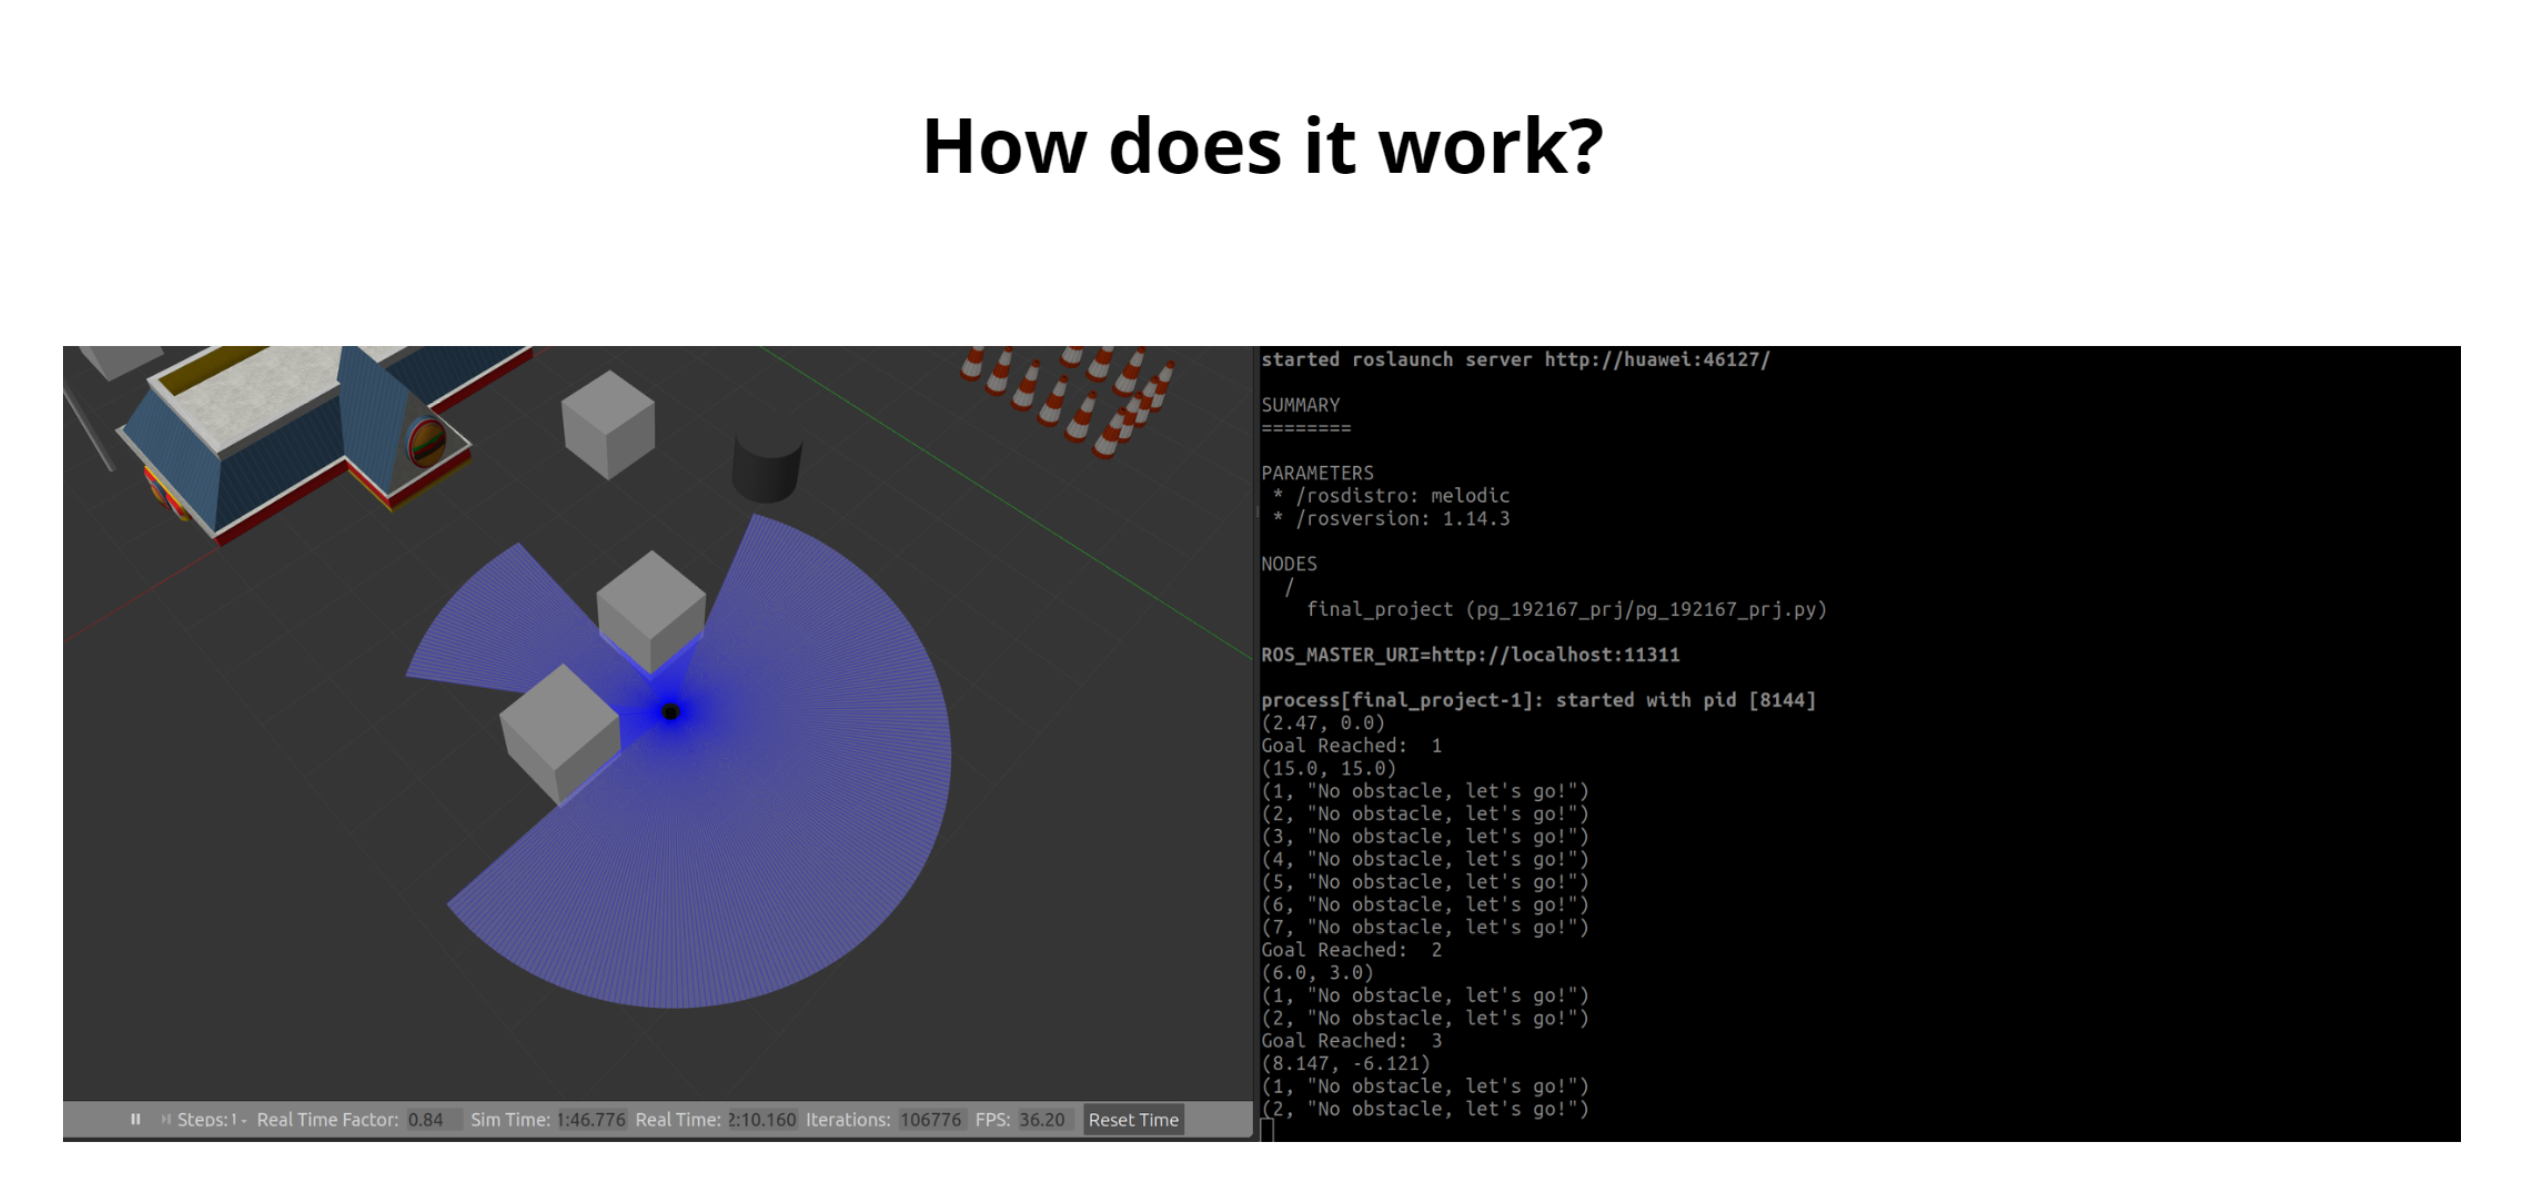 How does it work?
started roslaunch server http://huawei:46127/
SUMMARY
========
PARAMETERS
* /rosdistro: melodic
* /rosversion: 1.14.3
NODES
/
final_project (pg_192167_prj/pg_192167_prj.py)
ROS_MASTER_URI=http://localhost:11311
process[final_project-1]: started with pid [8144]
(2.47, 0.0)
Goal Reached:  1
(15.0, 15.0)
(1, "No obstacle, let's go!")
(2, "No obstacle, let's go!")
(3, "No obstacle, let's go!")
(4, "No obstacle, let's go!")
(5, "No obstacle, let's go!")
(6, "No obstacle, let's go!")
(7, "No obstacle, let's go!")
Goal Reached:  2
(6.0, 3.0)
(1, "No obstacle, let's go!")
(2, "No obstacle, let's go!")
Goal Reached:  3
(8.147, -6.121)
(1, "No obstacle, let's go!")
(2, "No obstacle, let's go!")
Steps: 1 Real Time Factor: 0.84 Sim Time: 1:46.776 Real Time: 2:10.160 Iterations: 106776 FPS: 36.20 Reset Time